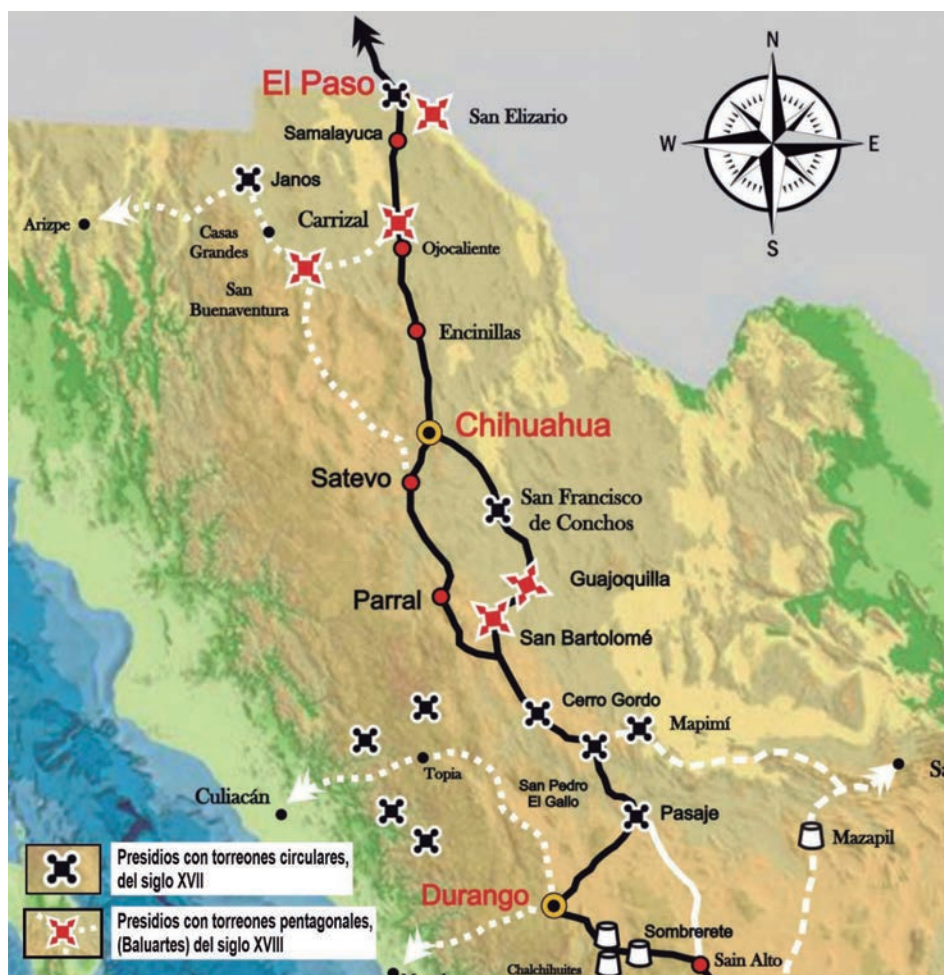 N
W
E
S
El Paso
San Elizario
Samalayuca
Janos
Carrizal
Arizpe
Casas
Grandes
Ojocaliente
San
Buenaventura
Encinillas
Chihuahua
Satevo
San Francisco
de Conchos
Guajoquilla
Parral
San Bartolomé
Cerro Gordo
Mapimí
Topia
San Pedro
El Gallo
Culiacán
Pasaje
Mazapil
Presidios con torreones circulares,
del siglo XVII
Durango
Presidios con torreones pentagonales,
(Baluartes) del siglo XVIII
Sombrerete
Sain Alto
Chalchihuites